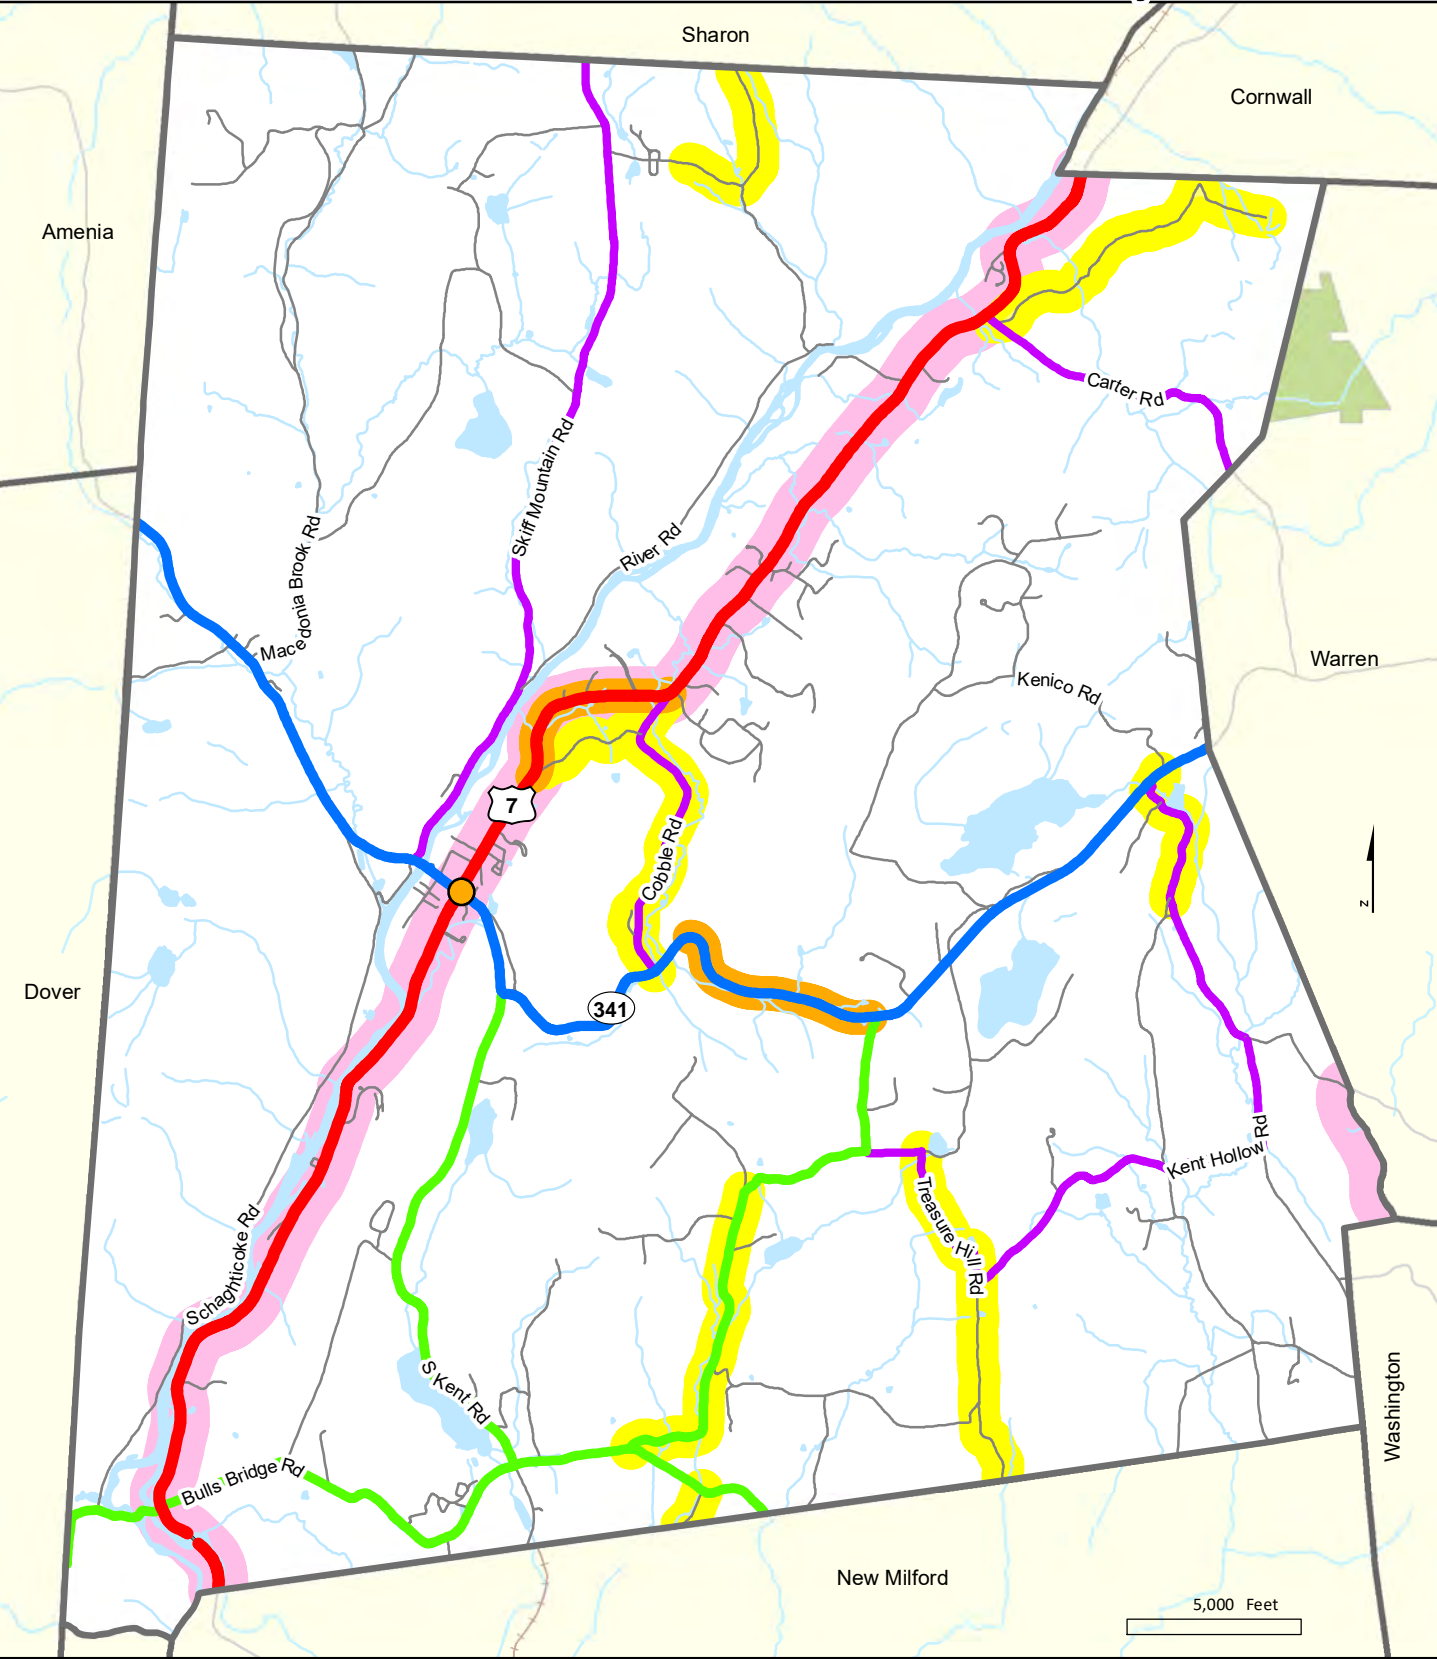 Sharon
Cornwall
Amenia
Carter Rd
Skiff Mountain Rd
River Rd
Macedonia Brook Rd
Warren
Kenico Rd
7
Cobble Rd
z
Dover
341
Kent Hollow Rd
Treasure Hill Rd
Schaghticoke Rd
S Kent Rd
Washington
Bulls Bridge Rd
New Milford
5,000 Feet